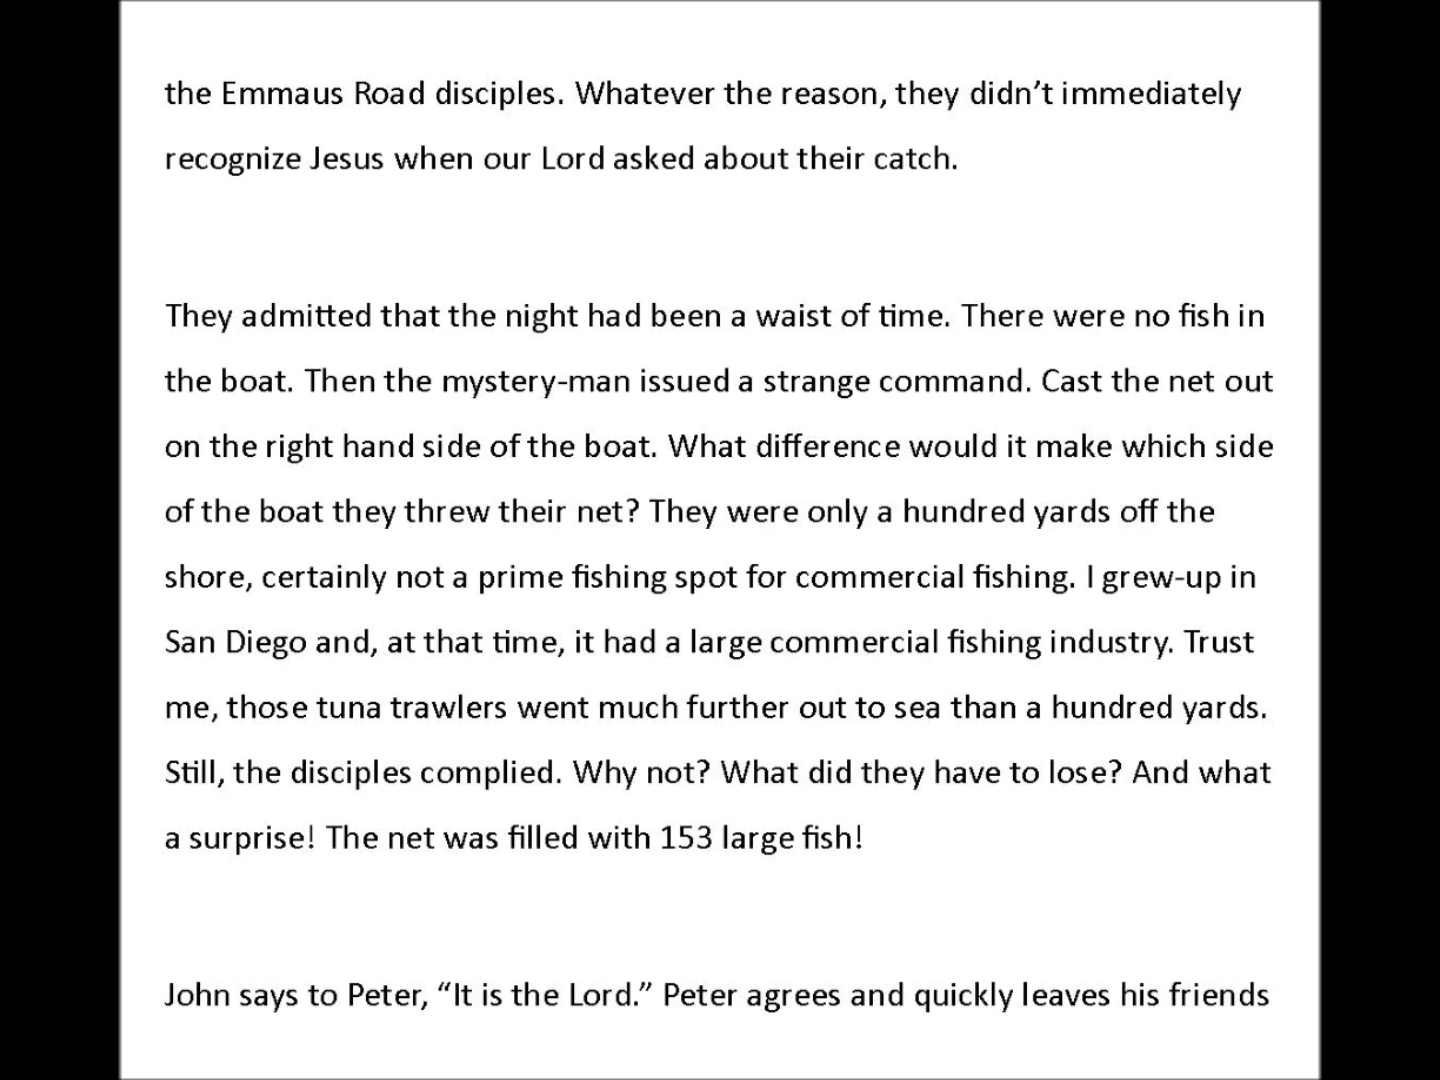 the Emmaus Road disciples. Whatever the reason, they didn’t immediately
recognize Jesus when our Lord asked about their catch.
They admitted that the night had been a waist of time. There were no fish in
the boat. Then the mystery-man issued a strange command. Cast the net out
on the right hand side of the boat. What difference would it make which side
of the boat they threw their net? They were only a hundred yards off the
shore, certainly not a prime fishing spot for commercial fishing. I grew-up in
San Diego and, at that time, it had a large commercial fishing industry. Trust
me, those tuna trawlers went much further out to sea than a hundred yards.
Still, the disciples complied. Why not? What did they have to lose? And what
a surprise! The net was filled with 153 large fish!
John says to Peter, “It is the Lord.” Peter agrees and quickly leaves his friends